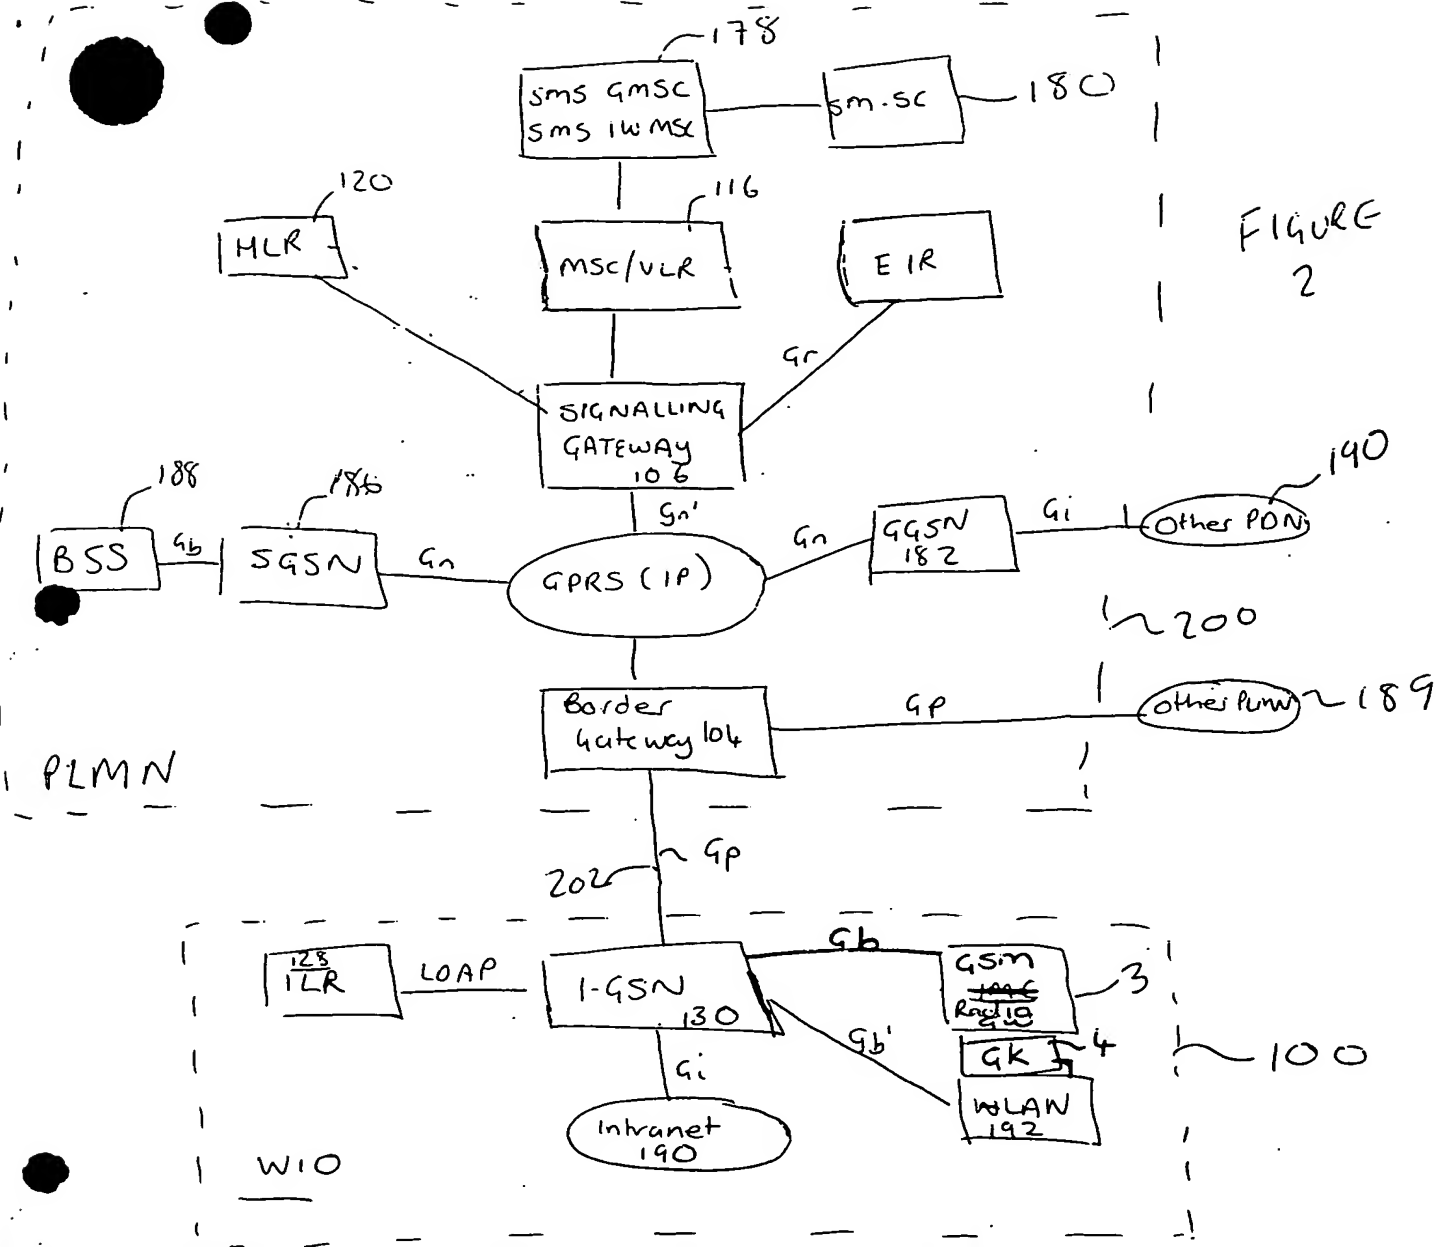 178
sms GMSC
sms iwmsc
sm-sc
180
120
HLR
116
MSC/VLR
EIR
FIGURE
2
Gr
SIGNALLING
GATEWAY
106
188
186
190
BSS
Gb
SGSN
Gn
Gn'
GPRS (IP)
Gn
GGSN
182
Gi
Other PDN
200
Border
Gateway 104
Gp
Other PLMN
189
PLMN
202
Gp
128
ILR
LOAP
I-GSN
130
Gb
GSM
Radio
GW
3
Gb'
GK
4
100
WLAN
192
Gi
Intranet
190
WIO